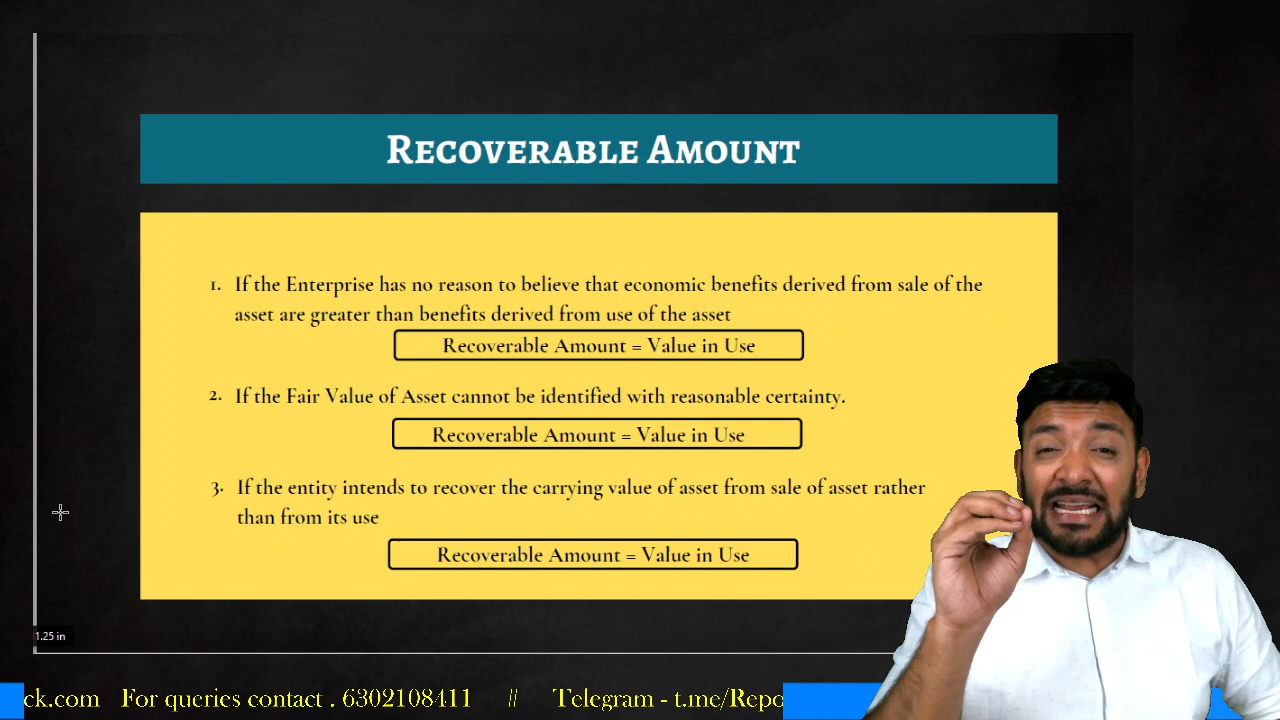 RECOVERABLE AMOUNT
1. If the Enterprise has no reason to believe that economic benefits derived from sale of the
asset are greater than benefits derived from use of the asset
Recoverable Amount = Value in Use
2. If the Fair Value of Asset cannot be identified with reasonable certainty.
Recoverable Amount = Value in Use
3. If the entity intends to recover the carrying value of asset from sale of asset rather
than from its use
Recoverable Amount = Value in Use
1.25 in
ck.com For queries contact . 6302108411 # Telegram - t.me/Repo